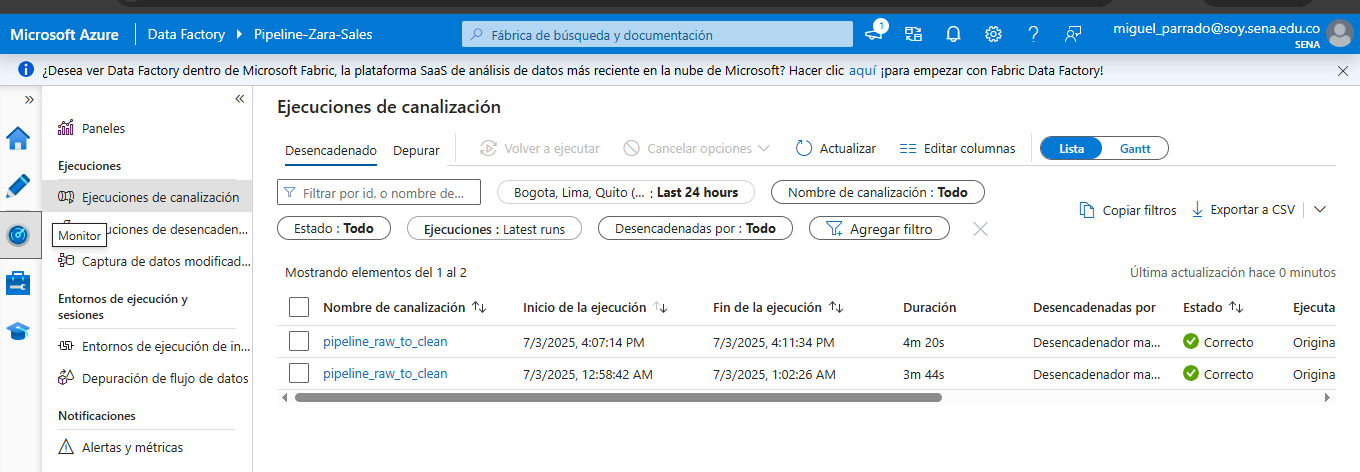 Microsoft Azure Data Factory Pipeline-Zara-Sales Fábrica de búsqueda y documentación 1 miguel_parrado@soy.sena.edu.co
SENA
¿Desea ver Data Factory dentro de Microsoft Fabric, la plataforma SaaS de análisis de datos más reciente en la nube de Microsoft? Hacer clic aquí ¡para empezar con Fabric Data Factory!
Paneles
Ejecuciones
Ejecuciones de canalización
uciones de desencaden...
Monitor
Captura de datos modificad...
Entornos de ejecución y
sesiones
Entornos de ejecución de in...
Depuración de flujo de datos
Notificaciones
Alertas y métricas
Ejecuciones de canalización
Desencadenado Depurar Volver a ejecutar Cancelar opciones Actualizar Editar columnas Lista Gantt
Filtrar por id. o nombre de... Bogota, Lima, Quito (... : Last 24 hours Nombre de canalización : Todo
Estado : Todo Ejecuciones : Latest runs Desencadenadas por : Todo Agregar filtro
Copiar filtros Exportar a CSV
Mostrando elementos del 1 al 2 Última actualización hace 0 minutos
Nombre de canalización Inicio de la ejecución Fin de la ejecución Duración Desencadenadas por Estado Ejecuta
pipeline_raw_to_clean 7/3/2025, 4:07:14 PM 7/3/2025, 4:11:34 PM 4m 20s Desencadenador ma... Correcto Origina
pipeline_raw_to_clean 7/3/2025, 12:58:42 AM 7/3/2025, 1:02:26 AM 3m 44s Desencadenador ma... Correcto Origina